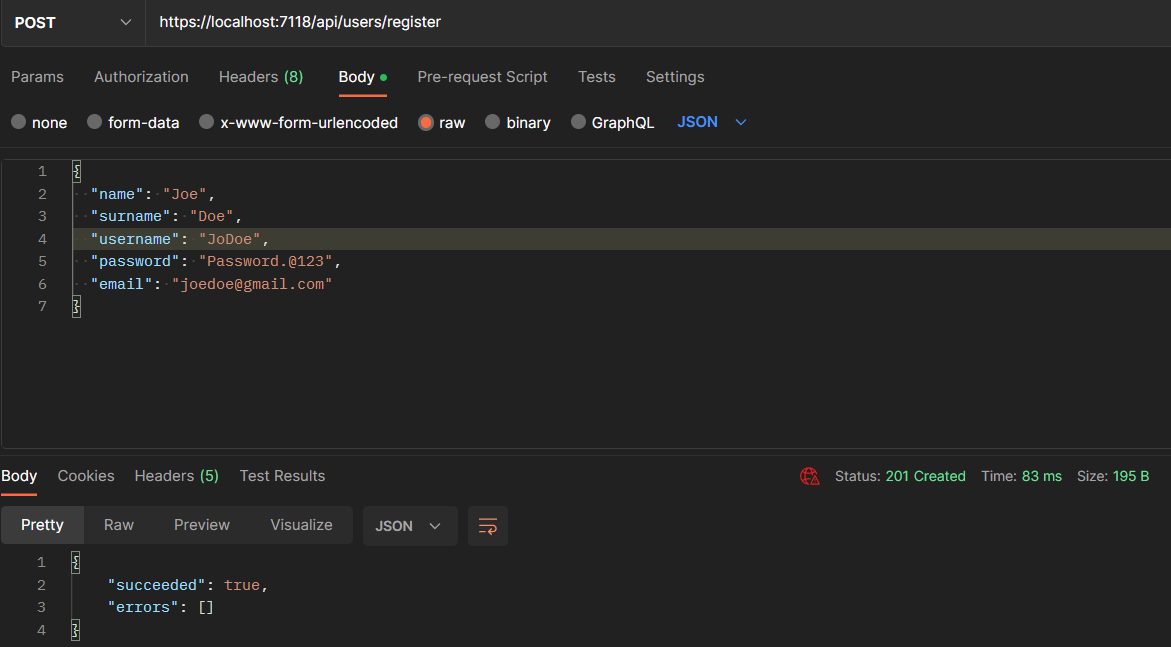 POST https://localhost:7118/api/users/register
Params Authorization Headers (8) Body Pre-request Script Tests Settings
none form-data x-www-form-urlencoded raw binary GraphQL JSON
1 {
2 "name": "Joe",
3 "surname": "Doe",
4 "username": "JoDoe",
5 "password": "Password.@123",
6 "email": "joedoe@gmail.com"
7 }
Body Cookies Headers (5) Test Results Status: 201 Created Time: 83 ms Size: 195 B
Pretty Raw Preview Visualize JSON
1 {
2 "succeeded": true,
3 "errors": []
4 }